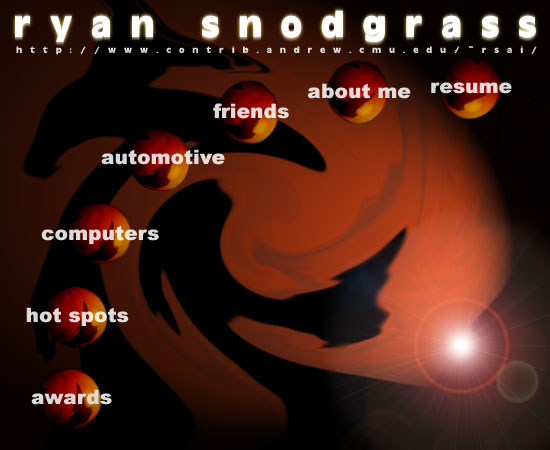 ryan snodgrass
http://www.contrib.andrew.cmu.edu/~rsai/
about me
resume
friends
automotive
computers
hot spots
awards